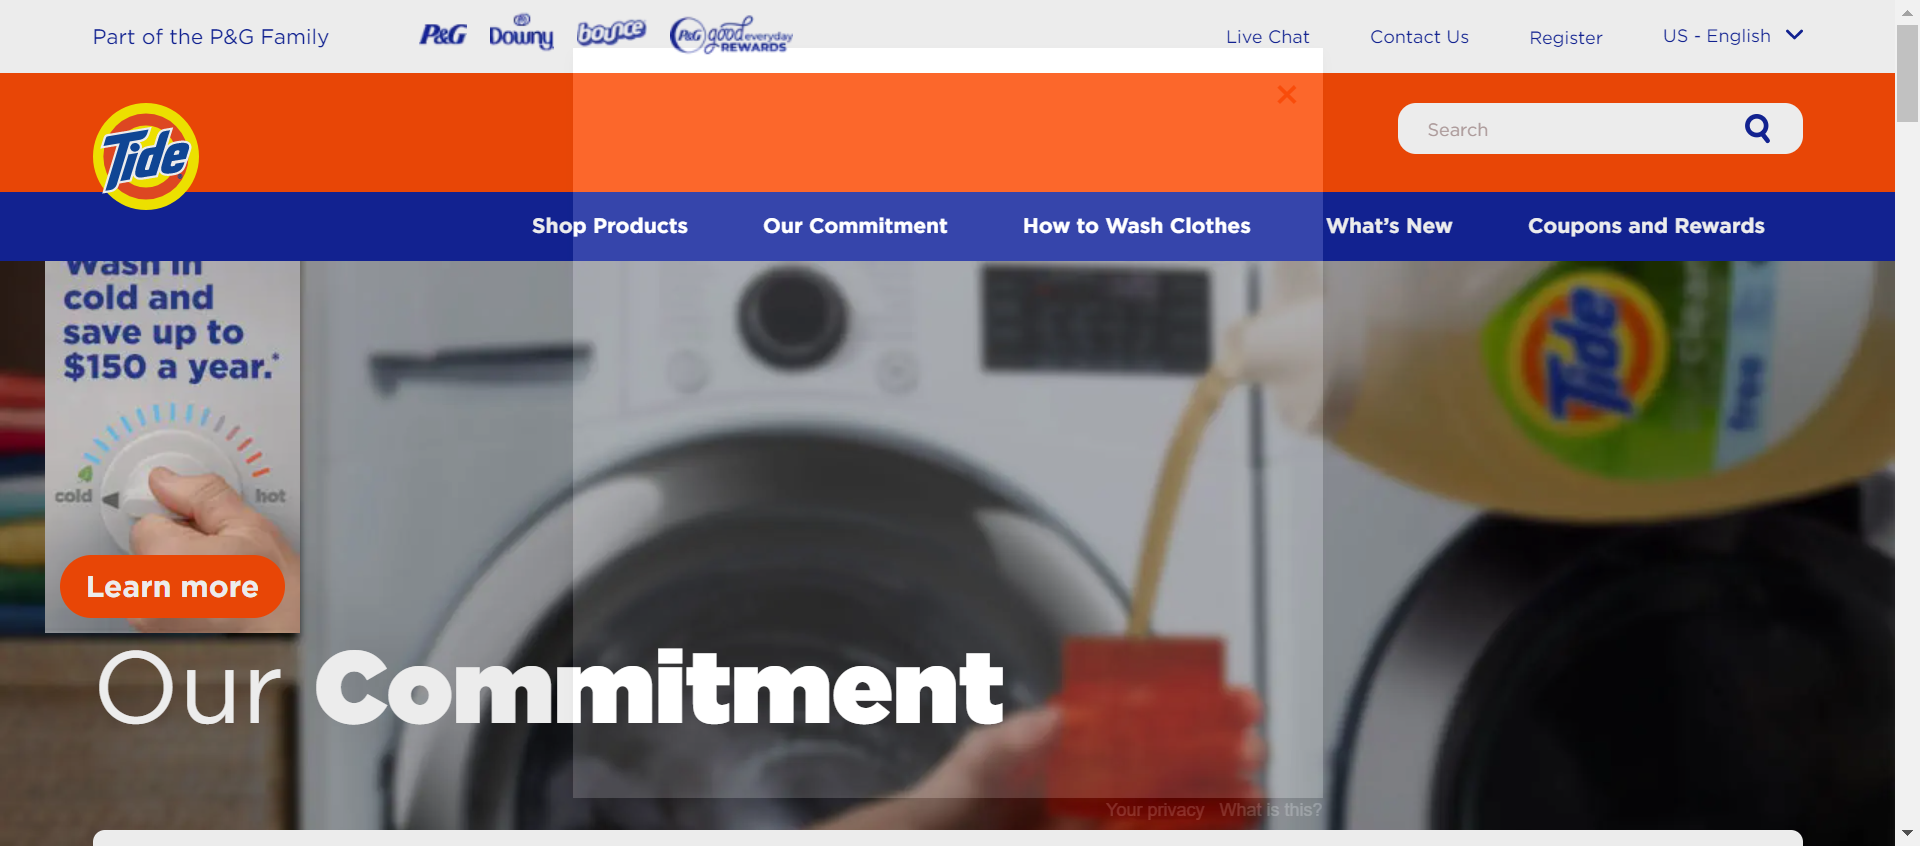 Part of the P&G Family
P&G
Downy
bounce
P&G good everyday REWARDS
Live Chat
Contact Us
Register
US - English
Tide
Search
Shop Products
Our Commitment
How to Wash Clothes
What's New
Coupons and Rewards
Wash in
cold and
save up to
$150 a year.*
cold
hot
Learn more
Tide
free
Our Commitment
Your privacy
What is this?